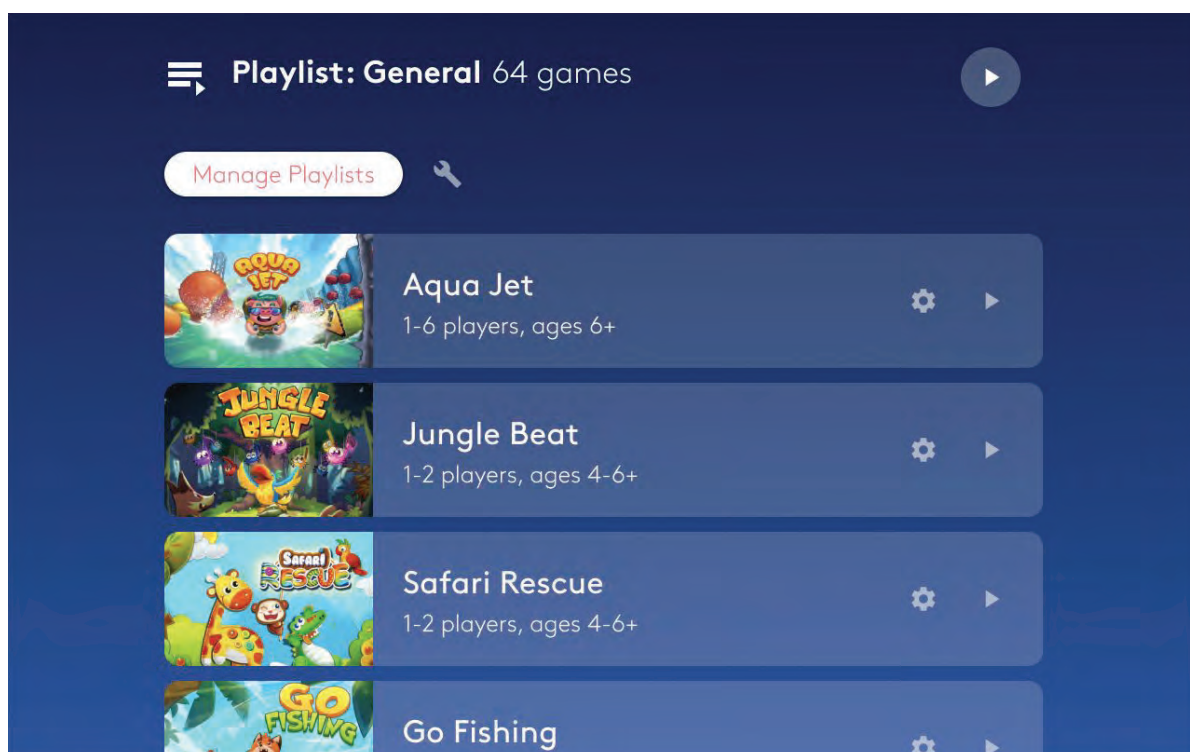 Playlist: General 64 games
Manage Playlists
AQUA
JET
Aqua Jet
1-6 players, ages 6+
JUNGLE
BEAT
Jungle Beat
1-2 players, ages 4-6+
SAFARI
RESCUE
Safari Rescue
1-2 players, ages 4-6+
GO
FISHING
Go Fishing